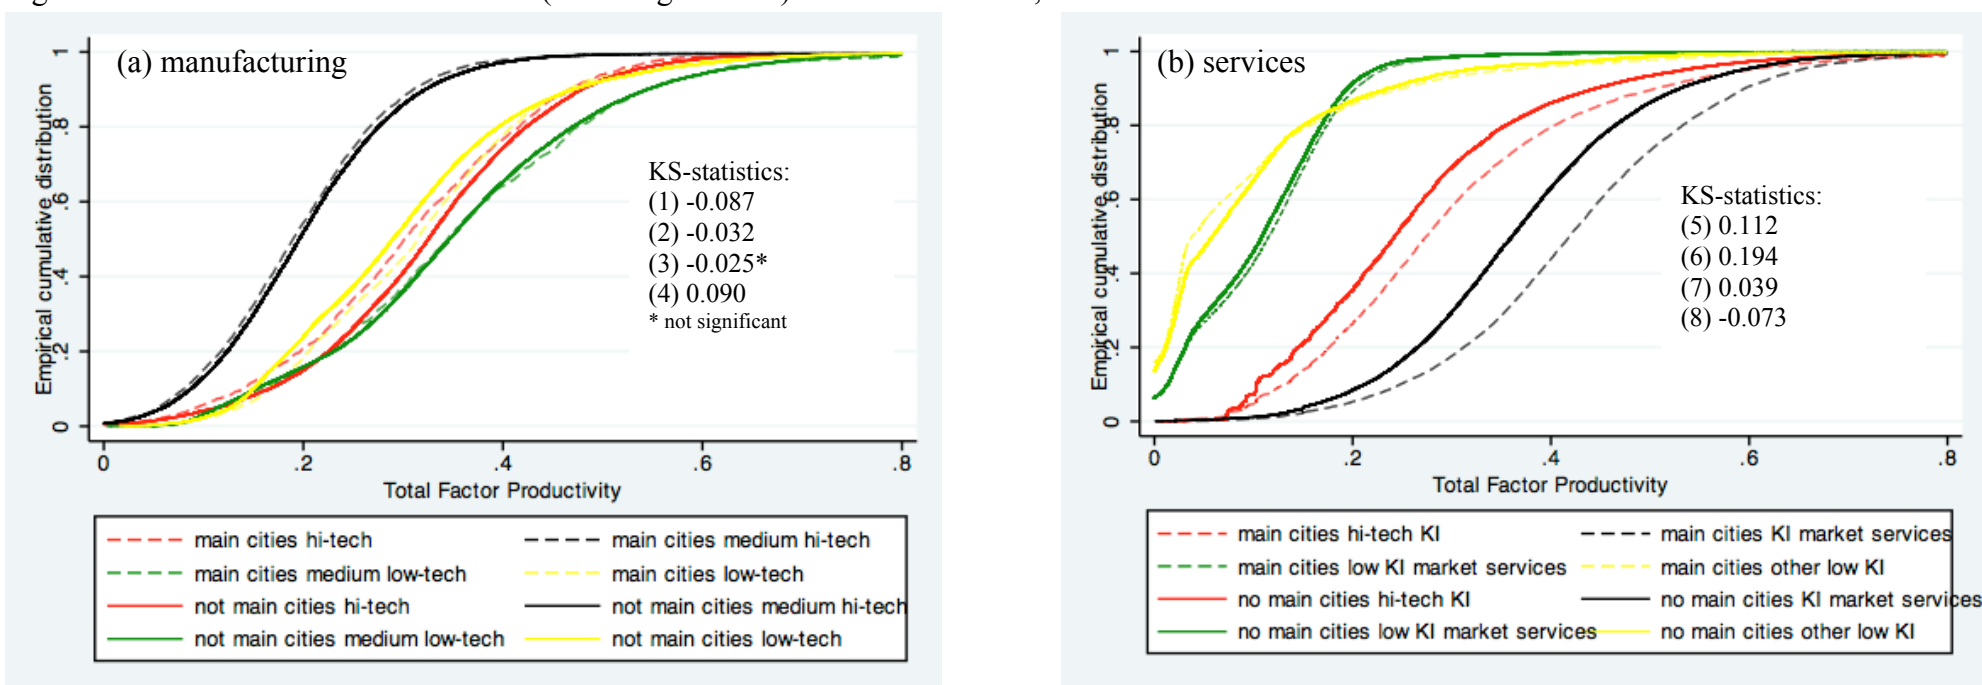 (a) manufacturing
Empirical cumulative distribution
0 .2 .4 .6 .8 1
KS-statistics:
(1) -0.087
(2) -0.032
(3) -0.025*
(4) 0.090
* not significant
0 .2 .4 .6 .8
Total Factor Productivity
main cities hi-tech
main cities medium hi-tech
main cities medium low-tech
main cities low-tech
not main cities hi-tech
not main cities medium hi-tech
not main cities medium low-tech
not main cities low-tech
(b) services
Empirical cumulative distribution
0 .2 .4 .6 .8 1
KS-statistics:
(5) 0.112
(6) 0.194
(7) 0.039
(8) -0.073
0 .2 .4 .6 .8
Total Factor Productivity
main cities hi-tech KI
main cities KI market services
main cities low KI market services
main cities other low KI
no main cities hi-tech KI
no main cities KI market services
no main cities low KI market services
no main cities other low KI